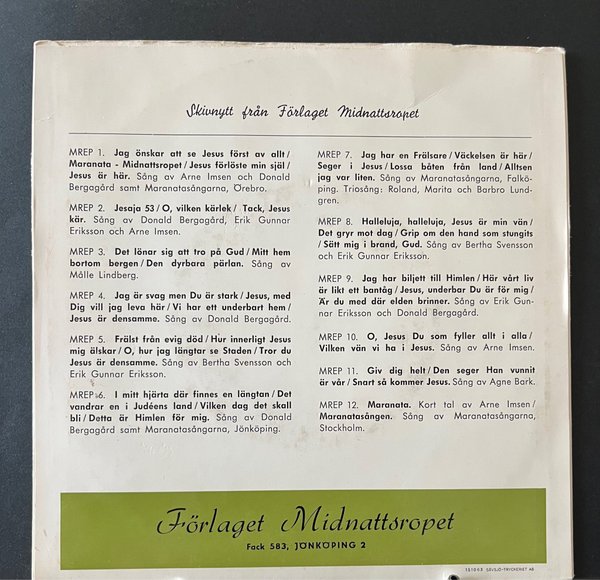 Skivnytt från Förlaget Midnattsropet
MREP 1. Jag önskar att se Jesus först av allt/
Maranata - Midnattsropet/Jesus förlöste min själ/
Jesus är här. Sång av Arne Imsen och Donald
Bergagård samt Maranatasångarna, Örebro.
MREP 2. Jesaja 53/O, vilken kärlek/ Tack, Jesus
kär. Sång av Donald Bergagård, Erik Gunnar
Eriksson och Arne Imsen.
MREP 3. Det lönar sig att tro på Gud/Mitt hem
bortom bergen/Den dyrbara pärlan. Sång av
Målle Lindberg.
MREP 4. Jag är svag men Du är stark/Jesus, med
Dig vill jag leva här/Vi har ett underbart hem/
Jesus är densamme. Sång av Donald Bergagård.
MREP 5. Frälst från evig död/Hur innerligt Jesus
mig älskar/O, hur jag längtar se Staden/Tror du
Jesus är densamme. Sång av Bertha Svensson och
Erik Gunnar Eriksson.
MREP 6. I mitt hjärta där finnes en längtan/Det
vandrar en i Judéens land/Vilken dag det skall
bli/Detta är Himlen för mig. Sång av Donald
Bergagård samt Maranatasångarna, Jönköping.
MREP 7. Jag har en Frälsare/Väckelsen är här/
Seger i Jesus/Lossa båten från land/Alltsen
jag var liten. Sång av Maranatasångarna, Falkö-
ping. Triosång: Roland, Marita och Barbro Lund-
gren.
MREP 8. Halleluja, halleluja, Jesus är min vän/
Det gryr mot dag/Grip om den hand som stungits
/Sätt mig i brand, Gud. Sång av Bertha Svensson
och Erik Gunnar Eriksson.
MREP 9. Jag har biljett till Himlen/Här vårt liv
är likt ett bantåg/Jesus, underbar Du är för mig/
Är du med där elden brinner. Sång av Erik Gun-
nar Eriksson och Donald Bergagård.
MREP 10. O, Jesus Du som fyller allt i alla/
Vilken vän vi ha i Jesus. Sång av Arne Imsen.
MREP 11. Giv dig helt/Den seger Han vunnit
är vår/Snart så kommer Jesus. Sång av Agne Bark.
MREP 12. Maranata. Kort tal av Arne Imsen/
Maranatasången. Sång av Maranatasångarna,
Stockholm.
Förlaget Midnattsropet
Fack 583, JÖNKÖPING 2
151063 SÄVSJÖ-TRYCKERIET AB